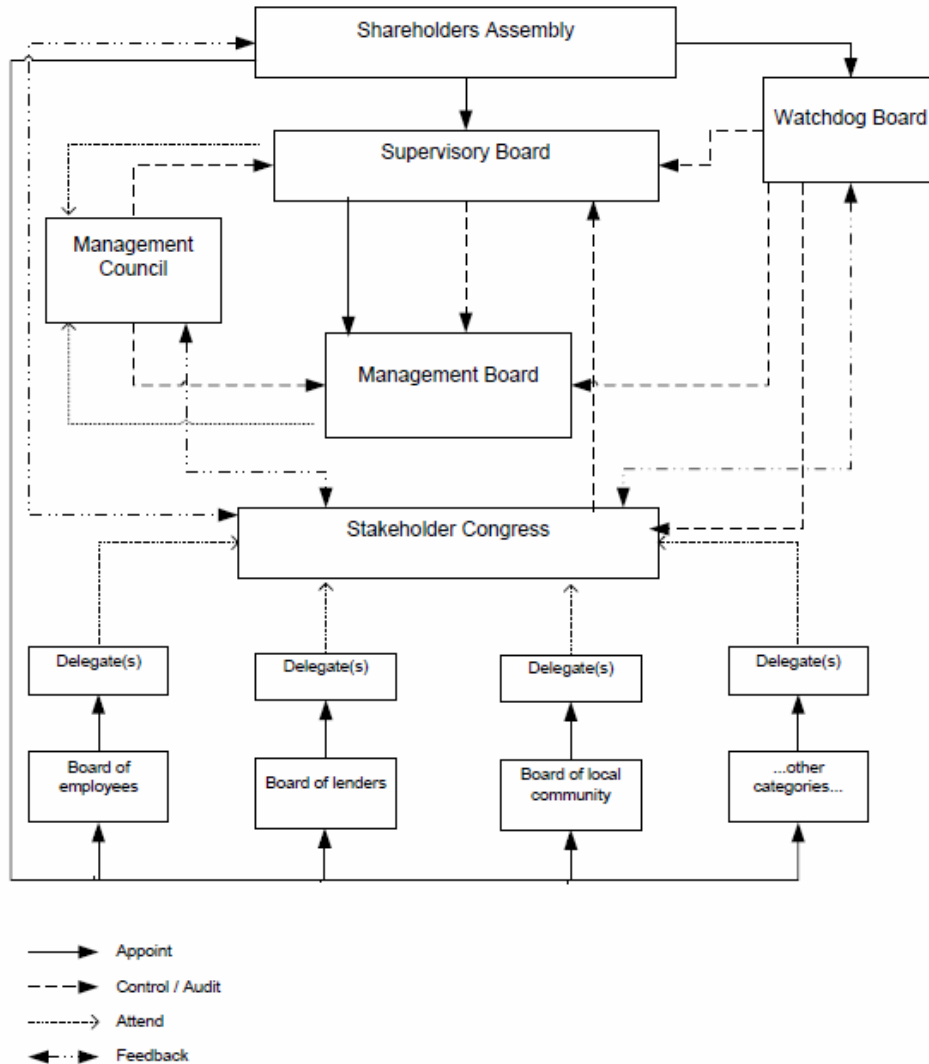 Shareholders Assembly
Watchdog Board
Supervisory Board
Management
Council
Management Board
Stakeholder Congress
Delegate(s)
Delegate(s)
Delegate(s)
Delegate(s)
Board of
employees
Board of lenders
Board of local
community
...other
categories...
Appoint
Control / Audit
Attend
Feedback